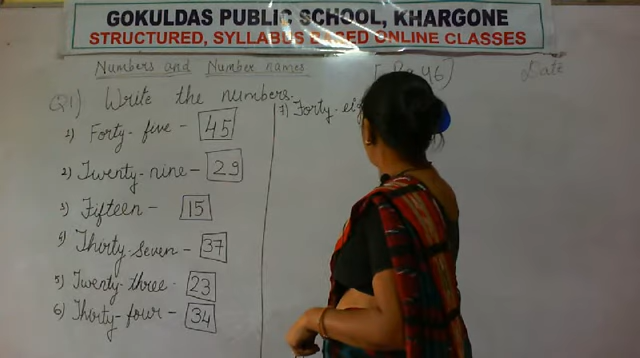 GOKULDAS PUBLIC SCHOOL, KHARGONE
STRUCTURED, SYLLABUS BASED ONLINE CLASSES
Numbers and Number names
Date
Q1) Write the numbers.
1) Forty-five - 45
2) Twenty-nine - 29
3) Fifteen - 15
4) Thirty-seven - 37
5) Twenty-three - 23
6) Thirty-four - 34
7) Forty-eig